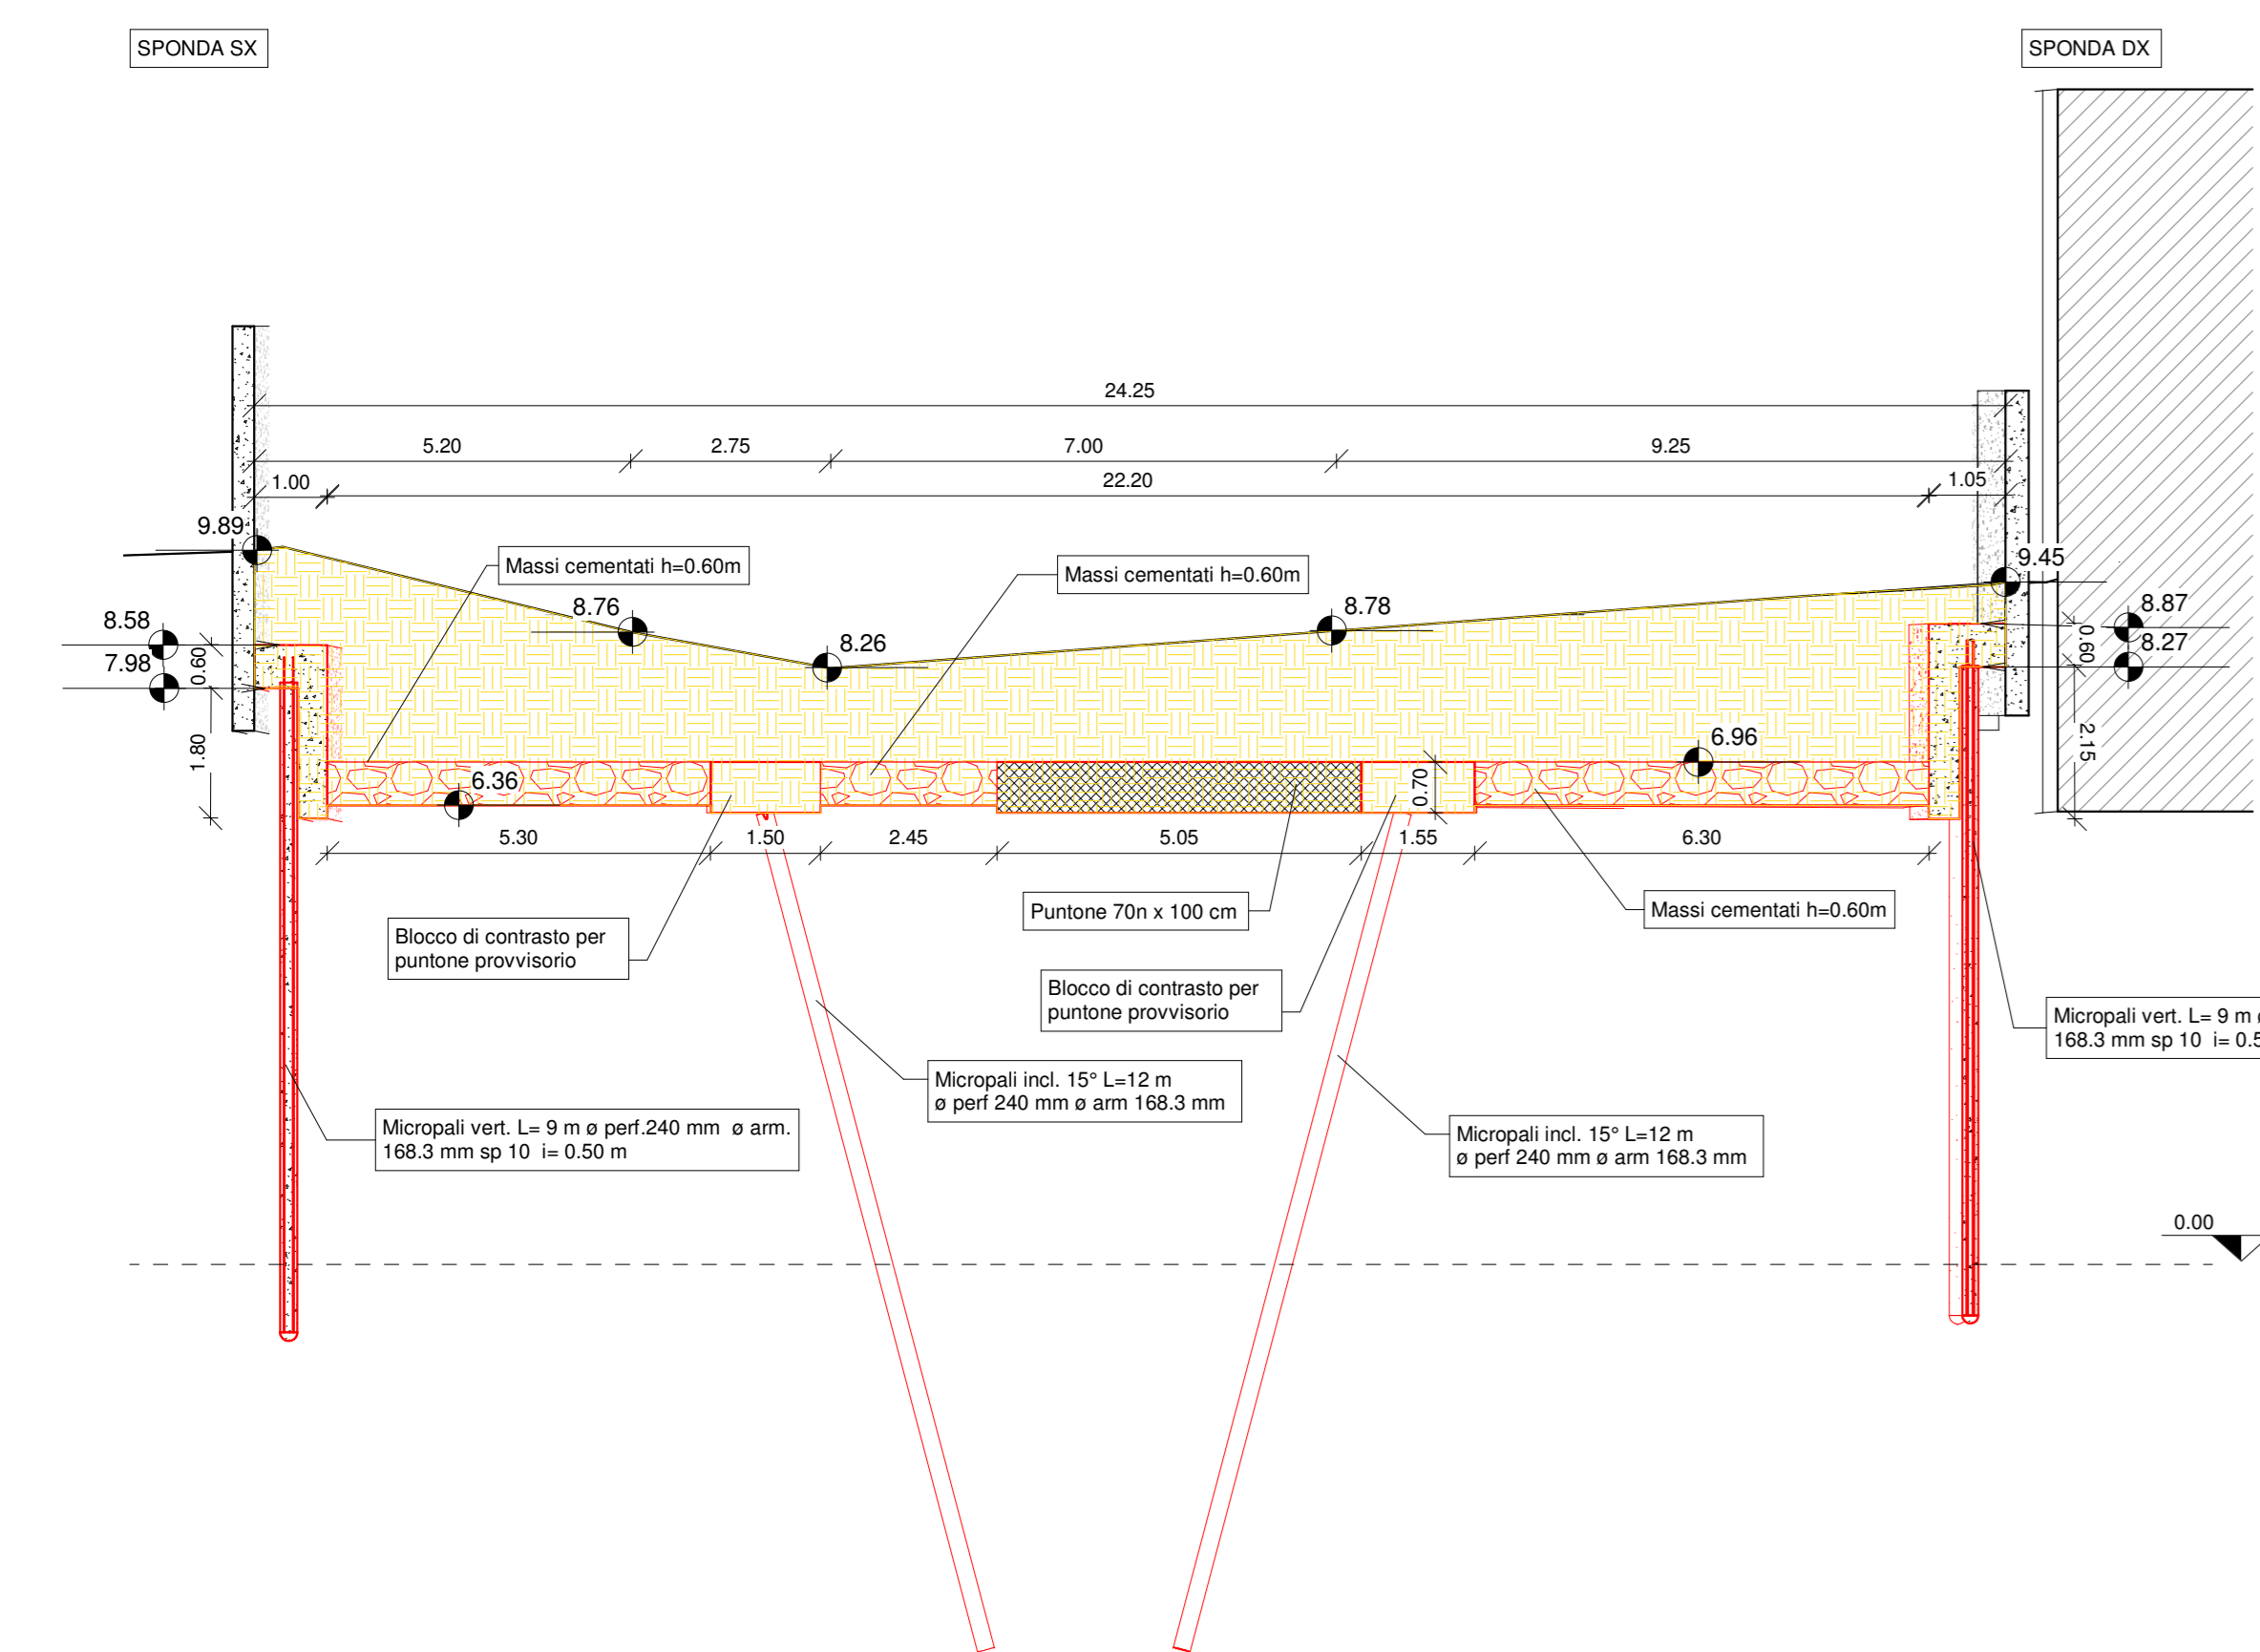 SPONDA SX
SPONDA DX
24.25
5.20
2.75
7.00
9.25
1.00
22.20
1.05
9.89
Massi cementati h=0.60m
Massi cementati h=0.60m
9.45
8.58
8.76
8.78
8.87
7.98
0.60
8.26
0.60
8.27
1.80
6.36
6.96
0.70
2.15
5.30
1.50
2.45
5.05
1.55
6.30
Puntone 70n x 100 cm
Massi cementati h=0.60m
Blocco di contrasto per
puntone provvisorio
Blocco di contrasto per
puntone provvisorio
Micropali vert. L= 9 m ø
168.3 mm sp 10 i= 0.5
Micropali incl. 15° L=12 m
ø perf 240 mm ø arm 168.3 mm
Micropali vert. L= 9 m ø perf.240 mm ø arm.
168.3 mm sp 10 i= 0.50 m
Micropali incl. 15° L=12 m
ø perf 240 mm ø arm 168.3 mm
0.00